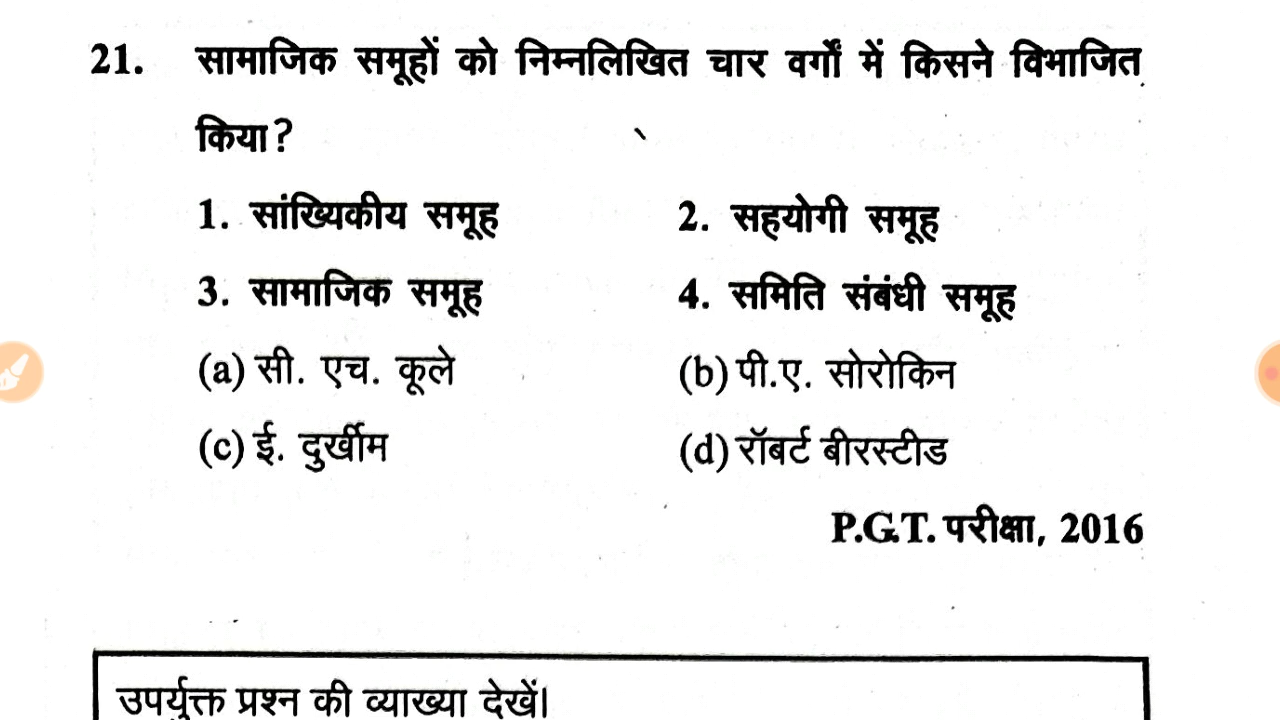 21. सामाजिक समूहों को निम्नलिखित चार वर्गों में किसने विभाजित
किया?
1. सांख्यिकीय समूह 2. सहयोगी समूह
3. सामाजिक समूह 4. समिति संबंधी समूह
(a) सी. एच. कूले (b) पी.ए. सोरोकिन
(c) ई. दुर्खीम (d) रॉबर्ट बीरस्टीड
P.G.T. परीक्षा, 2016
उपर्युक्त प्रश्न की व्याख्या देखें।